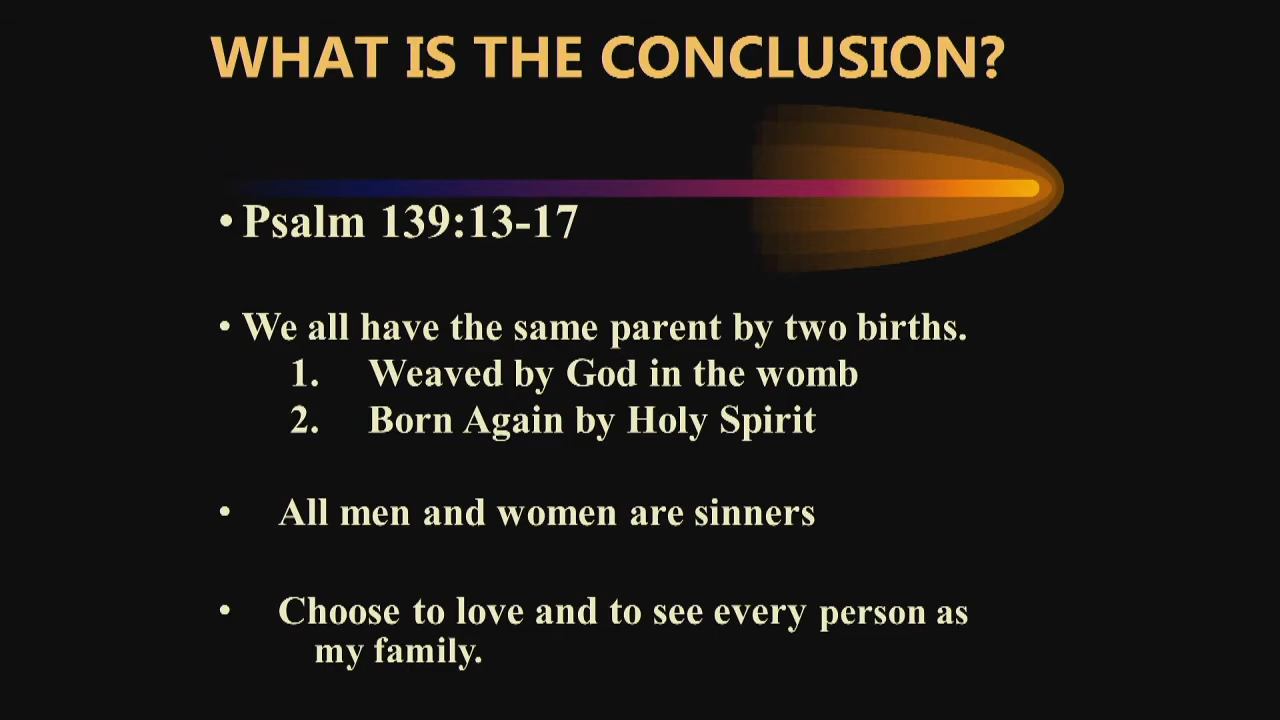 WHAT IS THE CONCLUSION?
• Psalm 139:13-17
• We all have the same parent by two births.
1. Weaved by God in the womb
2. Born Again by Holy Spirit
• All men and women are sinners
• Choose to love and to see every person as
my family.